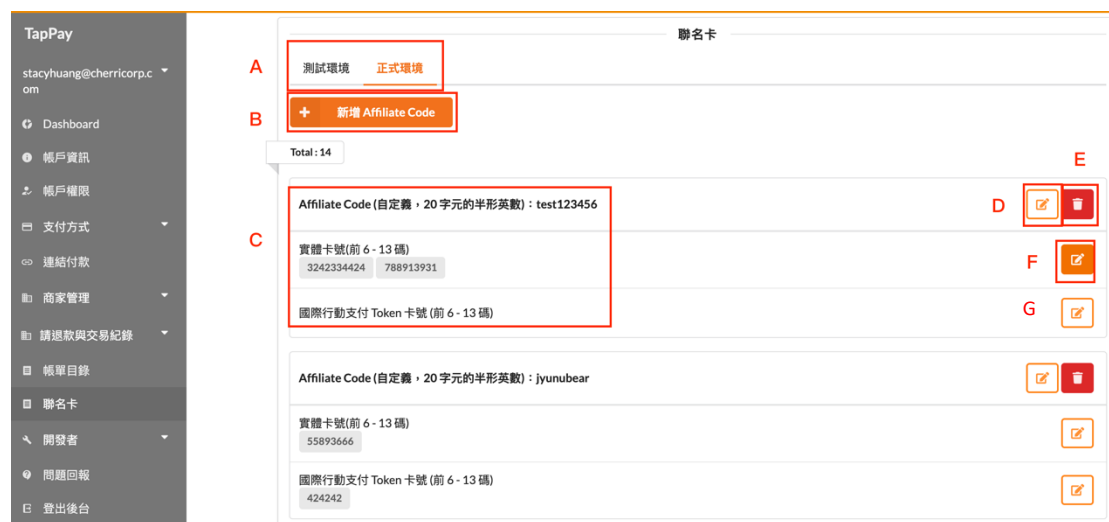 TapPay
stacyhuang@cherricorp.c
om
Dashboard
帳戶資訊
帳戶權限
支付方式
連結付款
商家管理
請退款與交易紀錄
帳單目錄
聯名卡
開發者
問題回報
登出後台
聯名卡
A
測試環境 正式環境
B
+ 新增 Affiliate Code
Total : 14
E
Affiliate Code (自定義，20 字元的半形英數)：test123456
D
C
實體卡號(前 6 - 13 碼)
3242334424 788913931
F
國際行動支付 Token 卡號 (前 6 - 13 碼)
G
Affiliate Code (自定義，20 字元的半形英數)：jyunubear
實體卡號(前 6 - 13 碼)
55893666
國際行動支付 Token 卡號 (前 6 - 13 碼)
424242